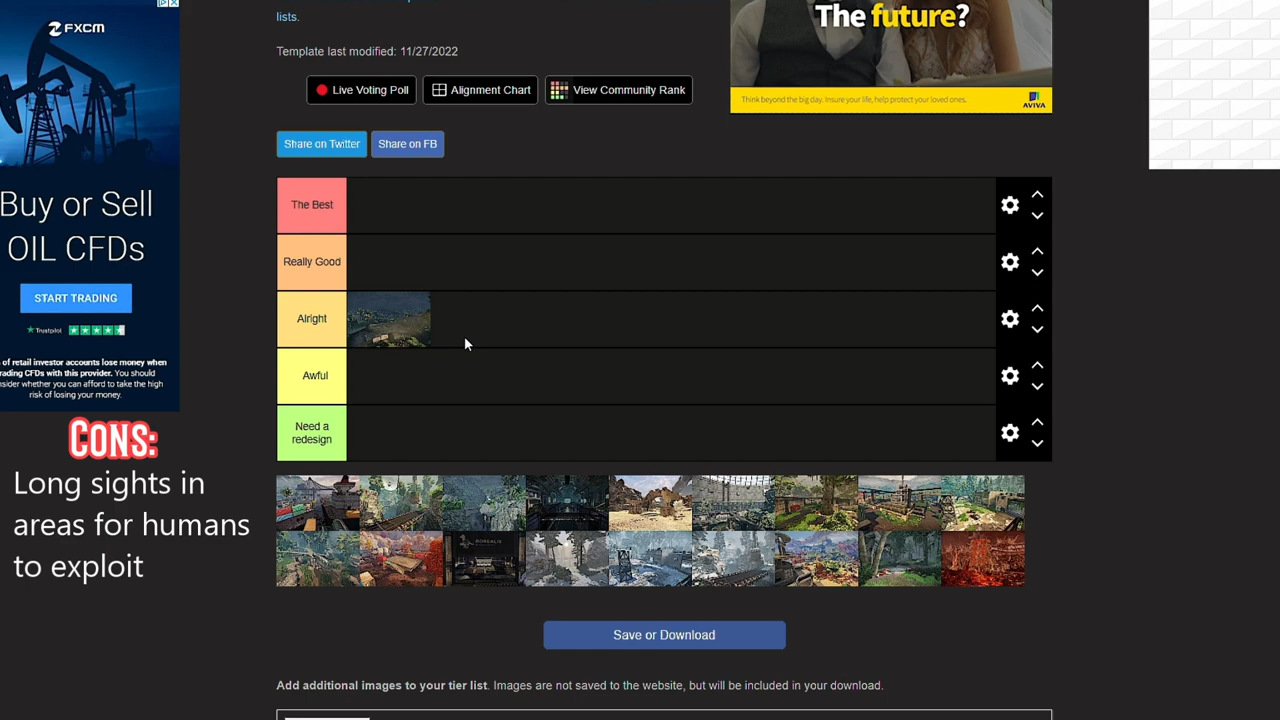 FXCM
Buy or Sell
OIL CFDs
START TRADING
Trustpilot
of retail investor accounts lose money when
rading CFDs with this provider. You should
nsider whether you can afford to take the high
risk of losing your money.
CONS:
Long sights in
areas for humans
to exploit
lists.
Template last modified: 11/27/2022
Live Voting Poll
Alignment Chart
View Community Rank
Share on Twitter
Share on FB
The future?
Think beyond the big day. Insure your life, help protect your loved ones.
AVIVA
The Best
Really Good
Alright
Awful
Need a
redesign
BOREALIS
Save or Download
Add additional images to your tier list. Images are not saved to the website, but will be included in your download.